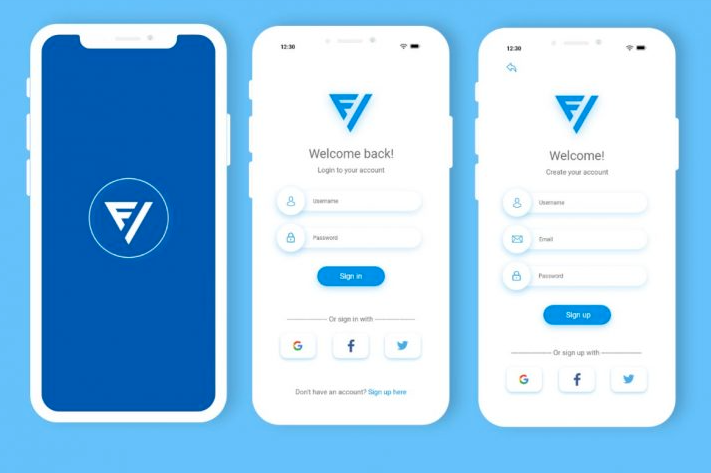 12:30
Welcome back!
Login to your account
Username
Password
Sign in
Or sign in with
G
f
Don't have an account? Sign up here
12:30
Welcome!
Create your account
Username
Email
Password
Sign up
Or sign up with
G
f